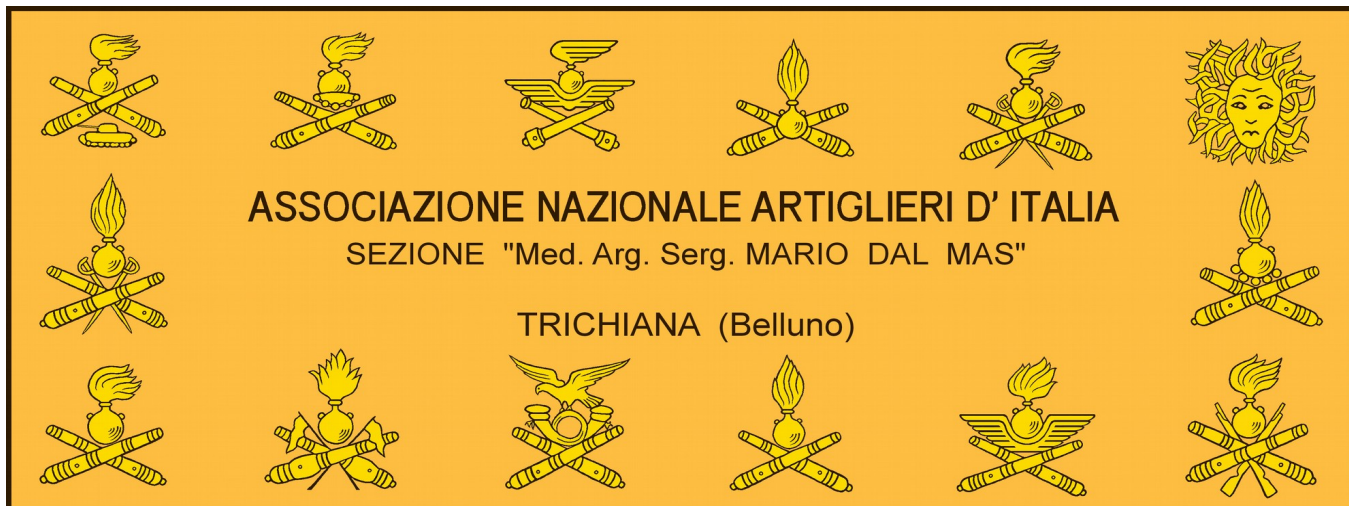 ASSOCIAZIONE NAZIONALE ARTIGLIERI D' ITALIA
SEZIONE "Med. Arg. Serg. MARIO DAL MAS"
TRICHIANA (Belluno)